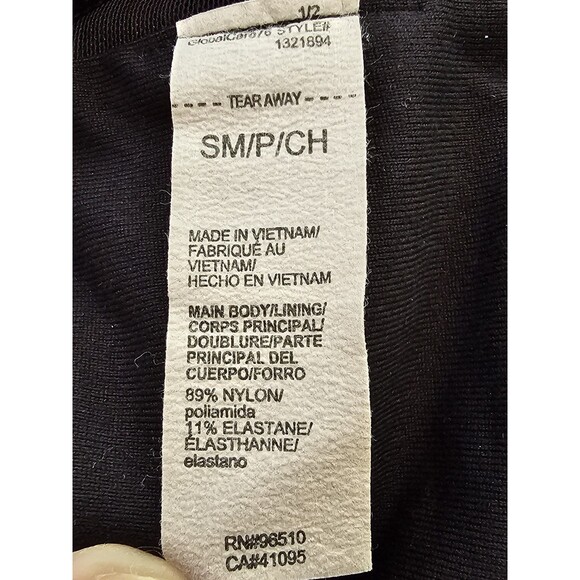 1/2
GlobalCare76 STYLE#
1321894
---- TEAR AWAY ----
SM/P/CH
MADE IN VIETNAM/
FABRIQUÉ AU
VIETNAM/
HECHO EN VIETNAM
MAIN BODY/LINING/
CORPS PRINCIPAL/
DOUBLURE/PARTE
PRINCIPAL DEL
CUERPO/FORRO
89% NYLON/
poliamida
11% ELASTANE/
ÉLASTHANNE/
elastano
RN#96510
CA#41095